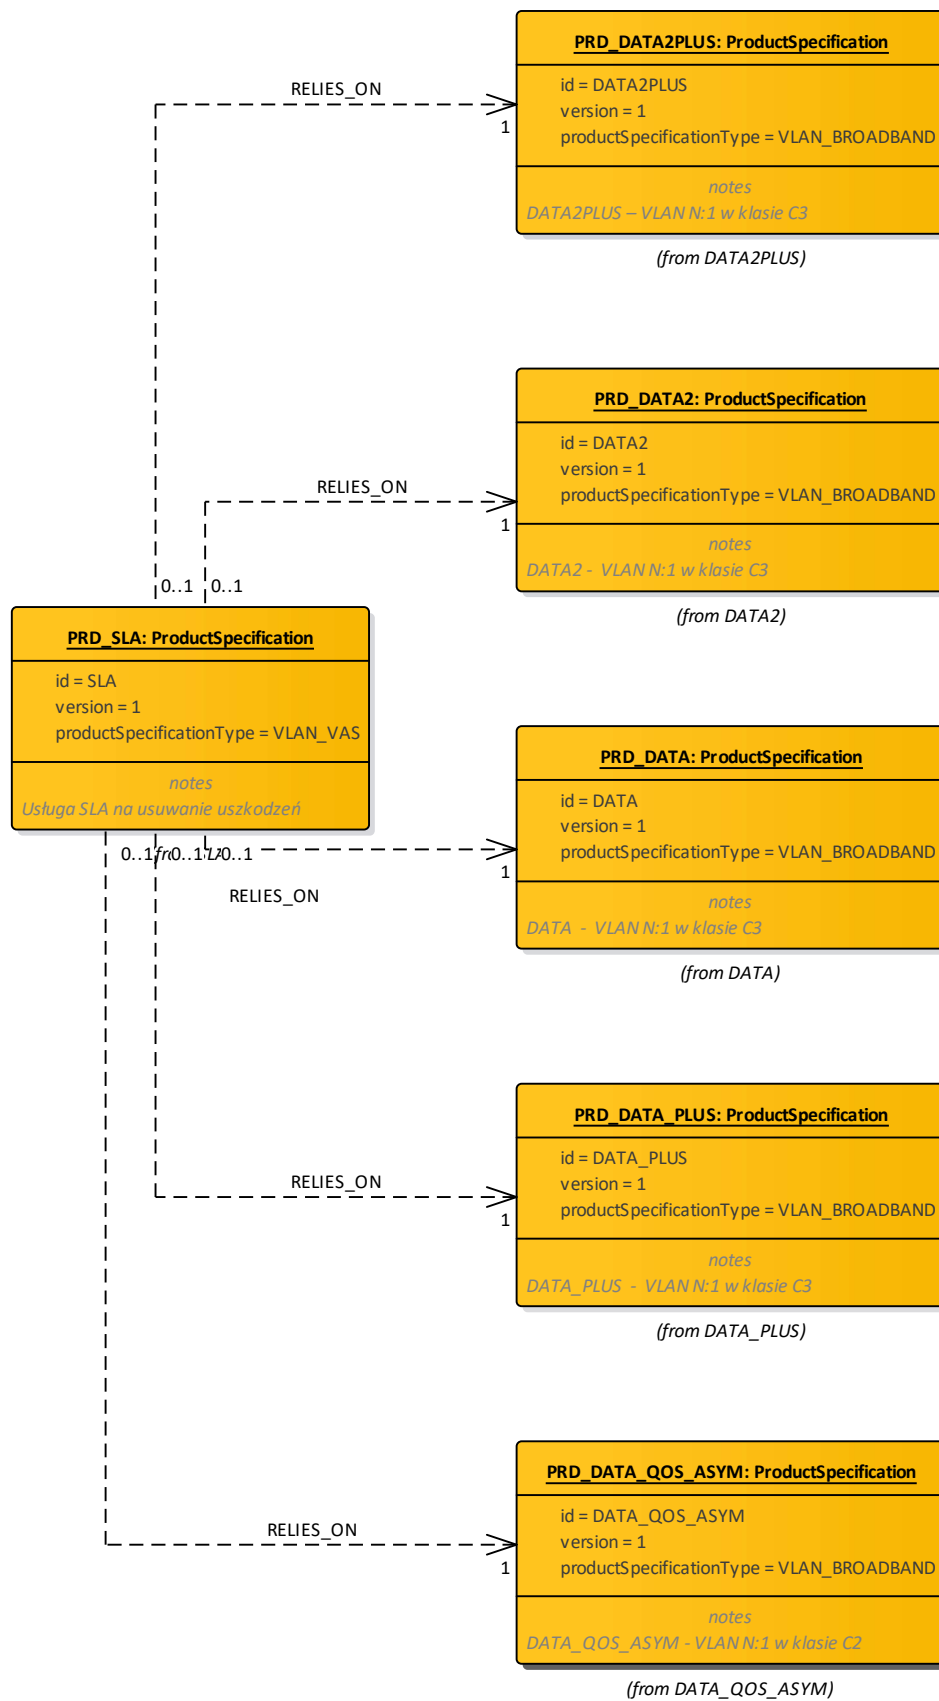 PRD_DATA2PLUS: ProductSpecification
id = DATA2PLUS
version = 1
productSpecificationType = VLAN_BROADBAND
notes
DATA2PLUS – VLAN N:1 w klasie C3
(from DATA2PLUS)
RELIES_ON
1
PRD_DATA2: ProductSpecification
id = DATA2
version = 1
productSpecificationType = VLAN_BROADBAND
notes
DATA2 - VLAN N:1 w klasie C3
(from DATA2)
RELIES_ON
1
0..1 0..1
PRD_SLA: ProductSpecification
id = SLA
version = 1
productSpecificationType = VLAN_VAS
notes
Usługa SLA na usuwanie uszkodzeń
0..1 0..1 0..1
RELIES_ON
1
PRD_DATA: ProductSpecification
id = DATA
version = 1
productSpecificationType = VLAN_BROADBAND
notes
DATA - VLAN N:1 w klasie C3
(from DATA)
PRD_DATA_PLUS: ProductSpecification
id = DATA_PLUS
version = 1
productSpecificationType = VLAN_BROADBAND
notes
DATA_PLUS - VLAN N:1 w klasie C3
(from DATA_PLUS)
RELIES_ON
1
PRD_DATA_QOS_ASYM: ProductSpecification
id = DATA_QOS_ASYM
version = 1
productSpecificationType = VLAN_BROADBAND
notes
DATA_QOS_ASYM - VLAN N:1 w klasie C2
(from DATA_QOS_ASYM)
RELIES_ON
1